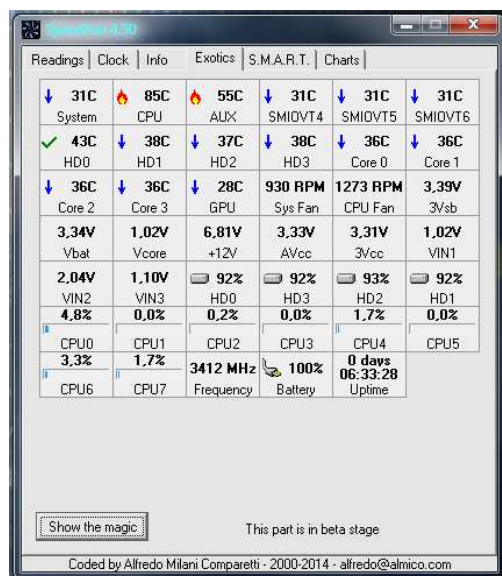 SpeedFan 4.50
Readings Clock Info Exotics S.M.A.R.T. Charts
31C 85C 55C 31C 31C 31C
System CPU AUX SMIOVT4 SMIOVT5 SMIOVT6
43C 38C 37C 38C 36C 36C
HD0 HD1 HD2 HD3 Core 0 Core 1
36C 36C 28C 930 RPM 1273 RPM 3,39V
Core 2 Core 3 GPU Sys Fan CPU Fan 3Vsb
3,34V 1,02V 6,81V 3,33V 3,31V 1,02V
Vbat Vcore +12V AVcc 3Vcc VIN1
2,04V 1,10V 92% 92% 93% 92%
VIN2 VIN3 HD0 HD3 HD2 HD1
4,8% 0,0% 0,2% 0,0% 1,7% 0,0%
CPU0 CPU1 CPU2 CPU3 CPU4 CPU5
3,3% 1,7% 3412 MHz 100% 0 days
06:33:28
CPU6 CPU7 Frequency Battery Uptime
Show the magic This part is in beta stage
Coded by Alfredo Milani Comparetti - 2000-2014 - alfredo@almico.com